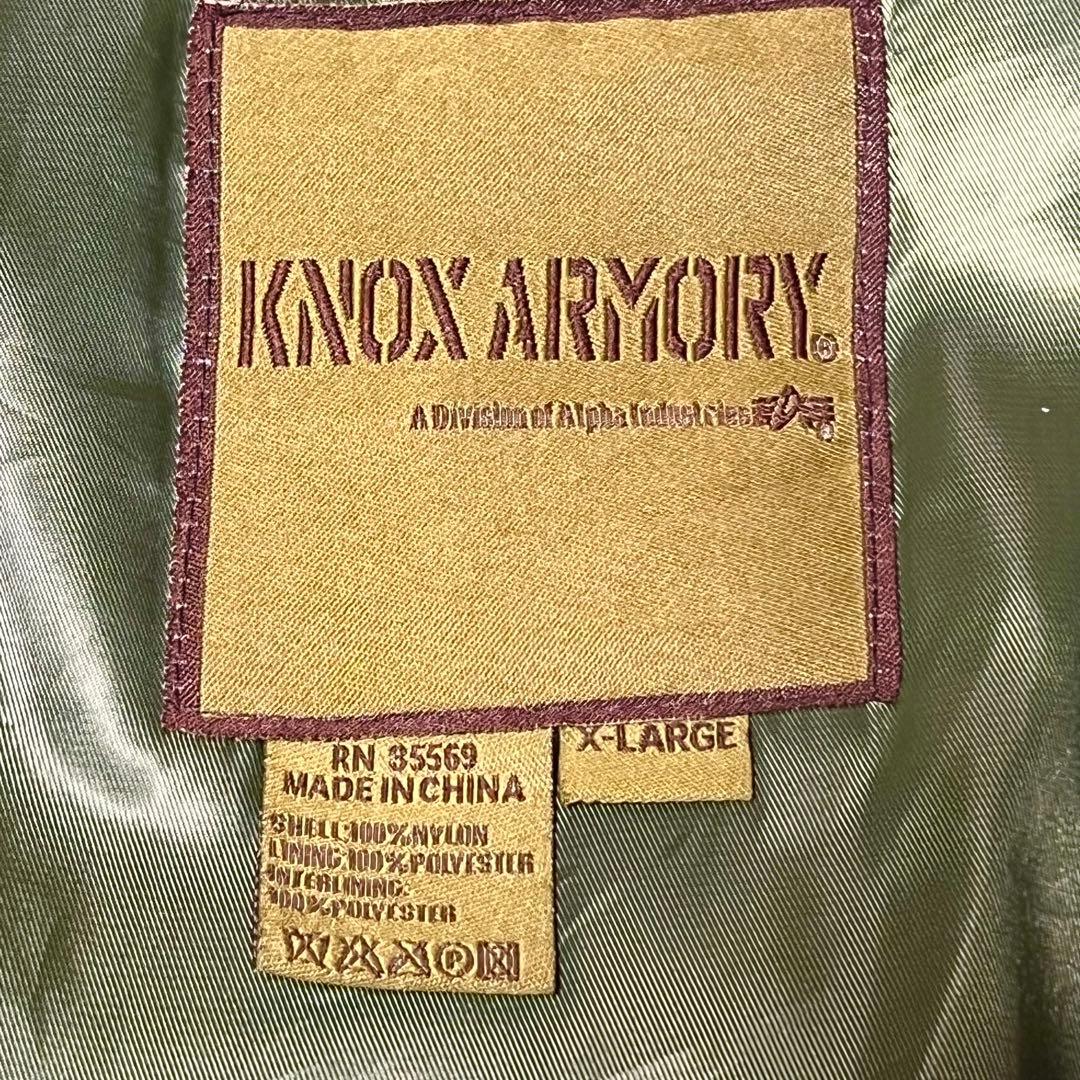 KNOX ARMORY®
A Division of Alpha Industries ®
X-LARGE
RN 35569
MADE IN CHINA
SHELL:100%NYLON
LINING:100%POLYESTER
INTERLINING:
100%POLYESTER
P